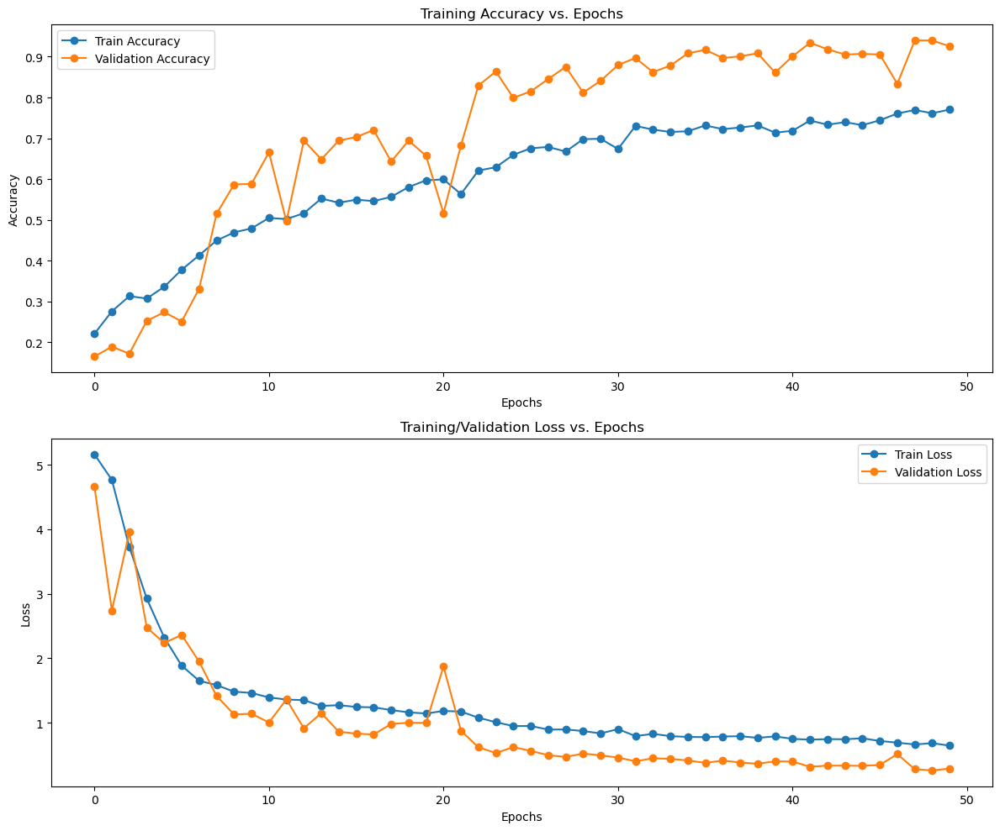 Training Accuracy vs. Epochs
Train Accuracy
Validation Accuracy
Accuracy
0.9
0.8
0.7
0.6
0.5
0.4
0.3
0.2
0 10 20 30 40 50
Epochs
Training/Validation Loss vs. Epochs
Train Loss
Validation Loss
Loss
5
4
3
2
1
0 10 20 30 40 50
Epochs